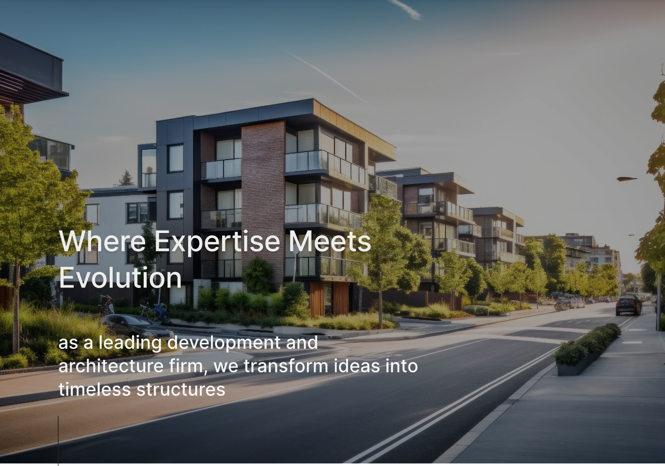 Where Expertise Meets
Evolution
as a leading development and
architecture firm, we transform ideas into
timeless structures